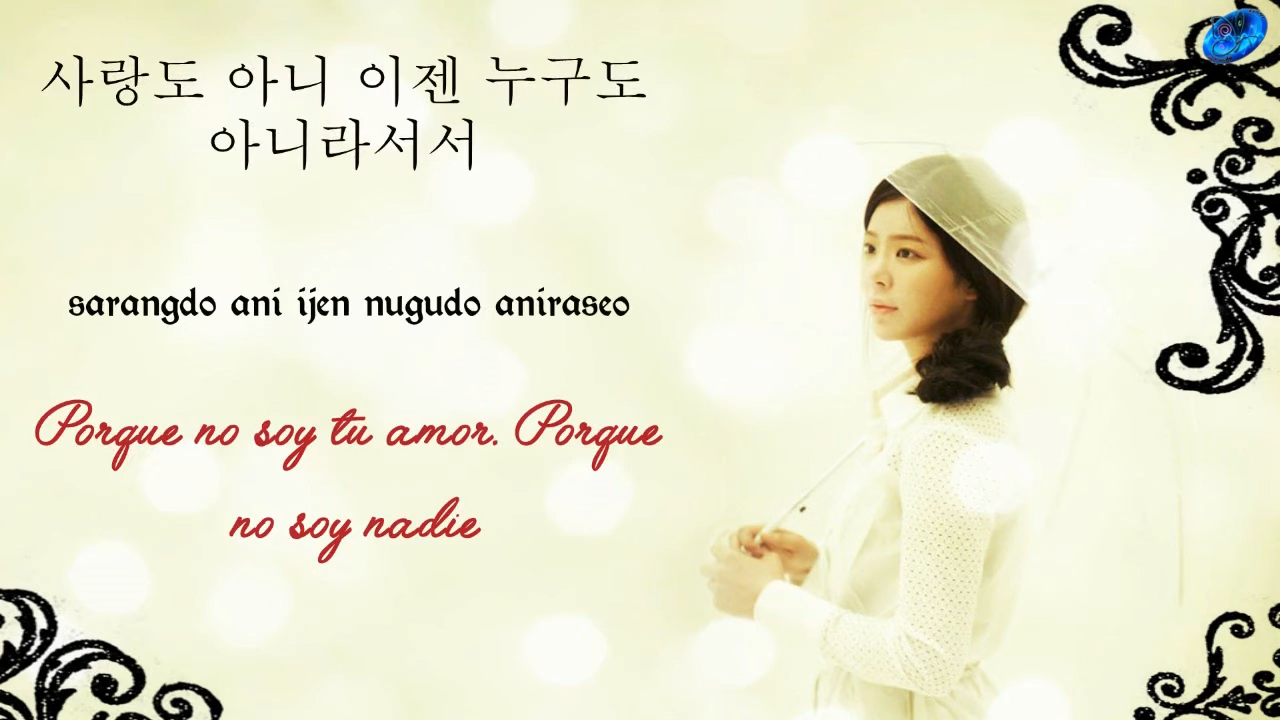 사랑도 아니 이젠 누구도
아니라서서
sarangdo ani ijen nugudo aniraseo
Porque no soy tu amor. Porque
no soy nadie